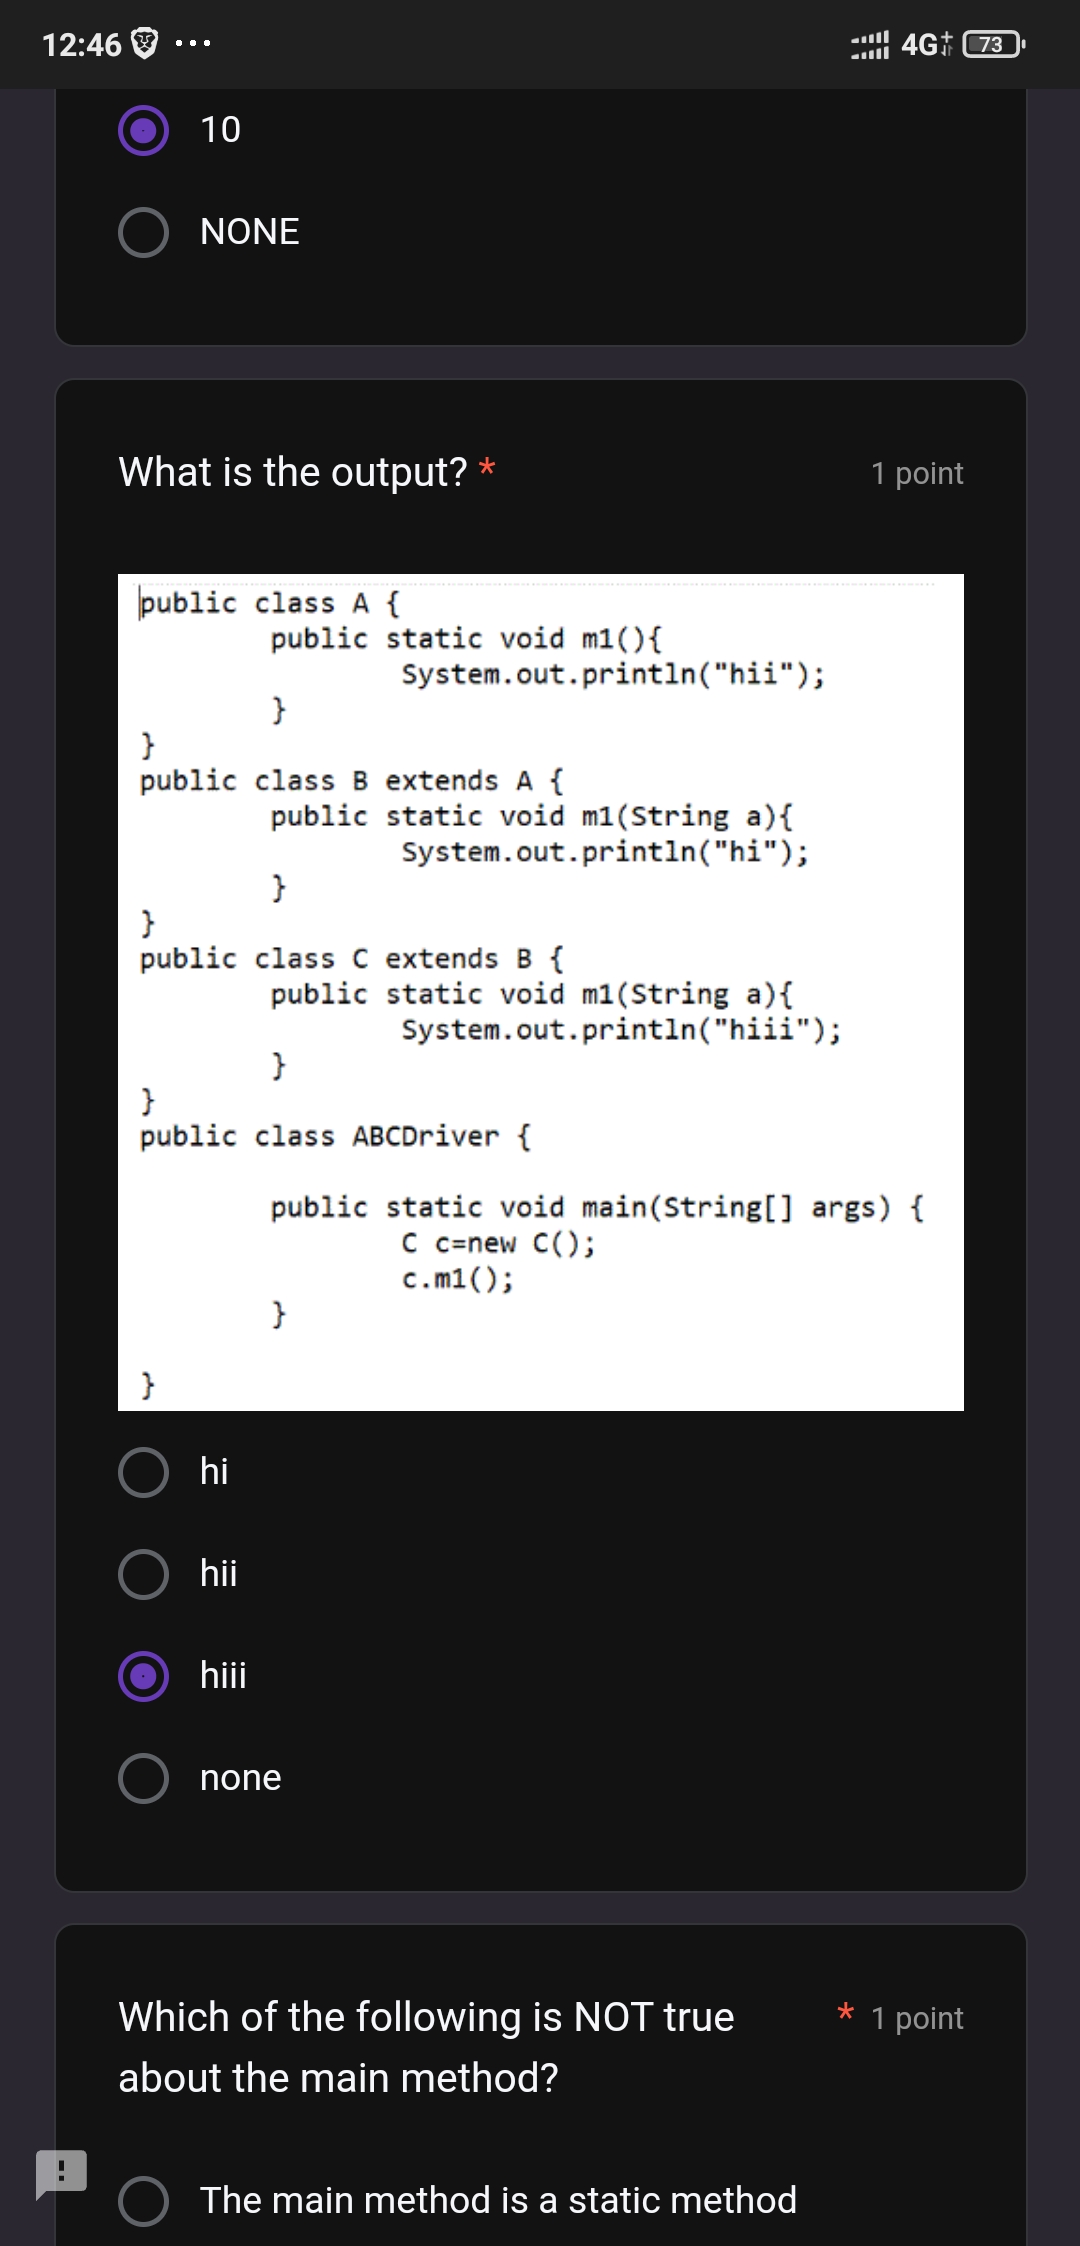 12:46 ... 4G 73
10
NONE
What is the output? * 1 point
public class A {
public static void m1(){
System.out.println("hii");
}
}
public class B extends A {
public static void m1(String a){
System.out.println("hi");
}
}
public class C extends B {
public static void m1(String a){
System.out.println("hiii");
}
}
public class ABCDriver {
public static void main(String[] args) {
C c=new C();
c.m1();
}
}
hi
hii
hiii
none
Which of the following is NOT true * 1 point
about the main method?
!
The main method is a static method